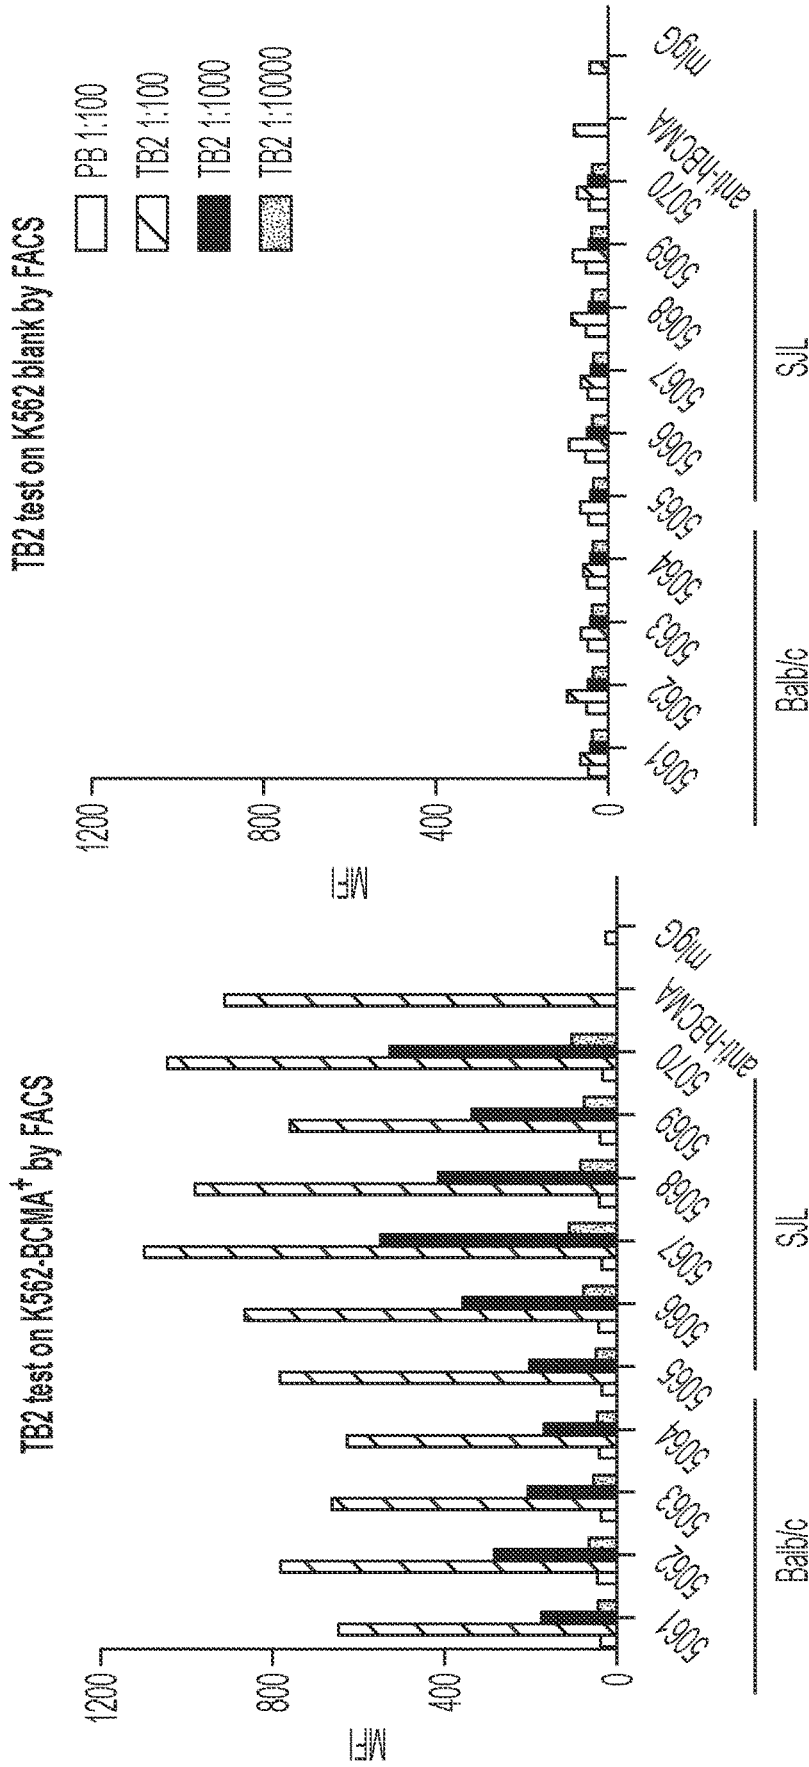 TB2 test on K562-BCMA⁺ by FACS
MFI
1200
800
400
0
5061
5062
5063
5064
5065
5066
5067
5068
5069
5070
anti-hBCMA
mIgG
Balb/c
SJL
TB2 test on K562 blank by FACS
PB 1:100
TB2 1:100
TB2 1:1000
TB2 1:10000
MFI
1200
800
400
0
5061
5062
5063
5064
5065
5066
5067
5068
5069
5070
anti-hBCMA
mIgG
Balb/c
SJL